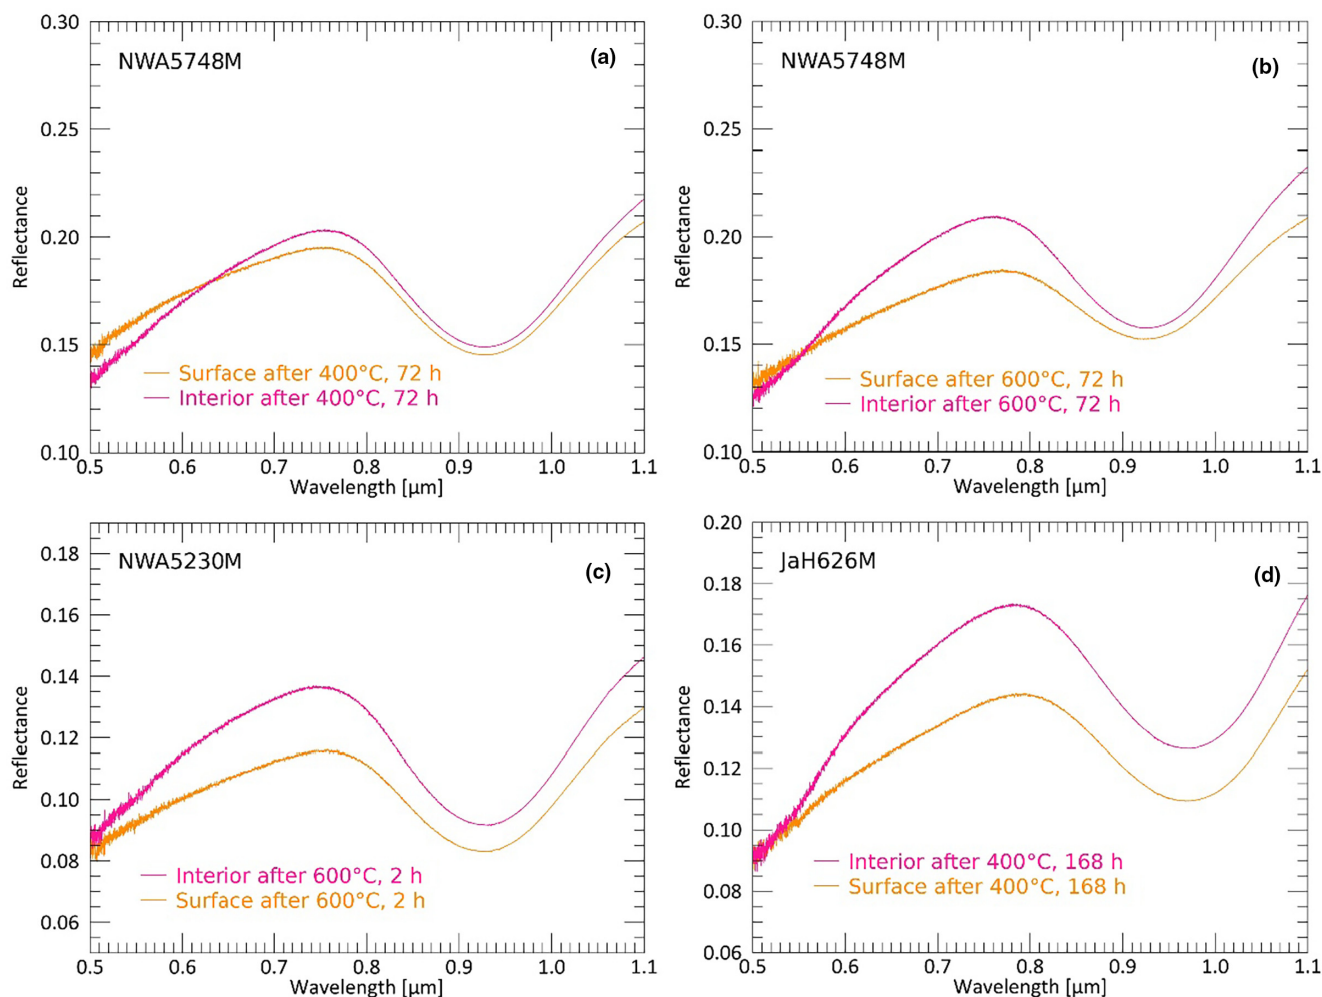 NWA5748M
(a)
0.30
0.25
0.20
0.15
0.10
Reflectance
Surface after 400°C, 72 h
Interior after 400°C, 72 h
0.5 0.6 0.7 0.8 0.9 1.0 1.1
Wavelength [µm]
NWA5748M
(b)
0.30
0.25
0.20
0.15
0.10
Reflectance
Surface after 600°C, 72 h
Interior after 600°C, 72 h
0.5 0.6 0.7 0.8 0.9 1.0 1.1
Wavelength [µm]
NWA5230M
(c)
0.18
0.16
0.14
0.12
0.10
0.08
0.06
Reflectance
Interior after 600°C, 2 h
Surface after 600°C, 2 h
0.5 0.6 0.7 0.8 0.9 1.0 1.1
Wavelength [µm]
JaH626M
(d)
0.20
0.18
0.16
0.14
0.12
0.10
0.08
0.06
Reflectance
Interior after 400°C, 168 h
Surface after 400°C, 168 h
0.5 0.6 0.7 0.8 0.9 1.0 1.1
Wavelength [µm]